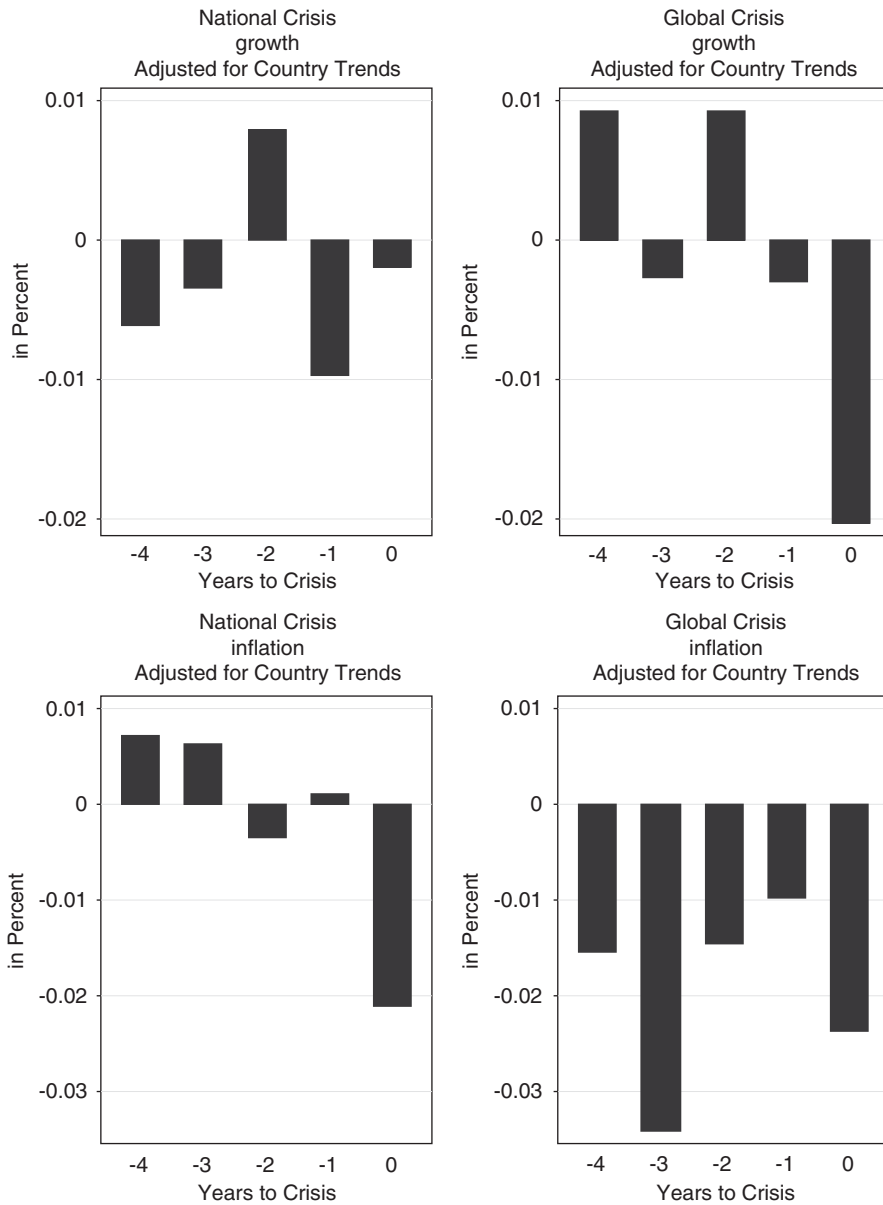 National Crisis
growth
Adjusted for Country Trends
0.01
0
-0.01
-0.02
in Percent
-4 -3 -2 -1 0
Years to Crisis
Global Crisis
growth
Adjusted for Country Trends
0.01
0
-0.01
-0.02
in Percent
-4 -3 -2 -1 0
Years to Crisis
National Crisis
inflation
Adjusted for Country Trends
0.01
0
-0.01
-0.02
-0.03
in Percent
-4 -3 -2 -1 0
Years to Crisis
Global Crisis
inflation
Adjusted for Country Trends
0.01
0
-0.01
-0.02
-0.03
in Percent
-4 -3 -2 -1 0
Years to Crisis